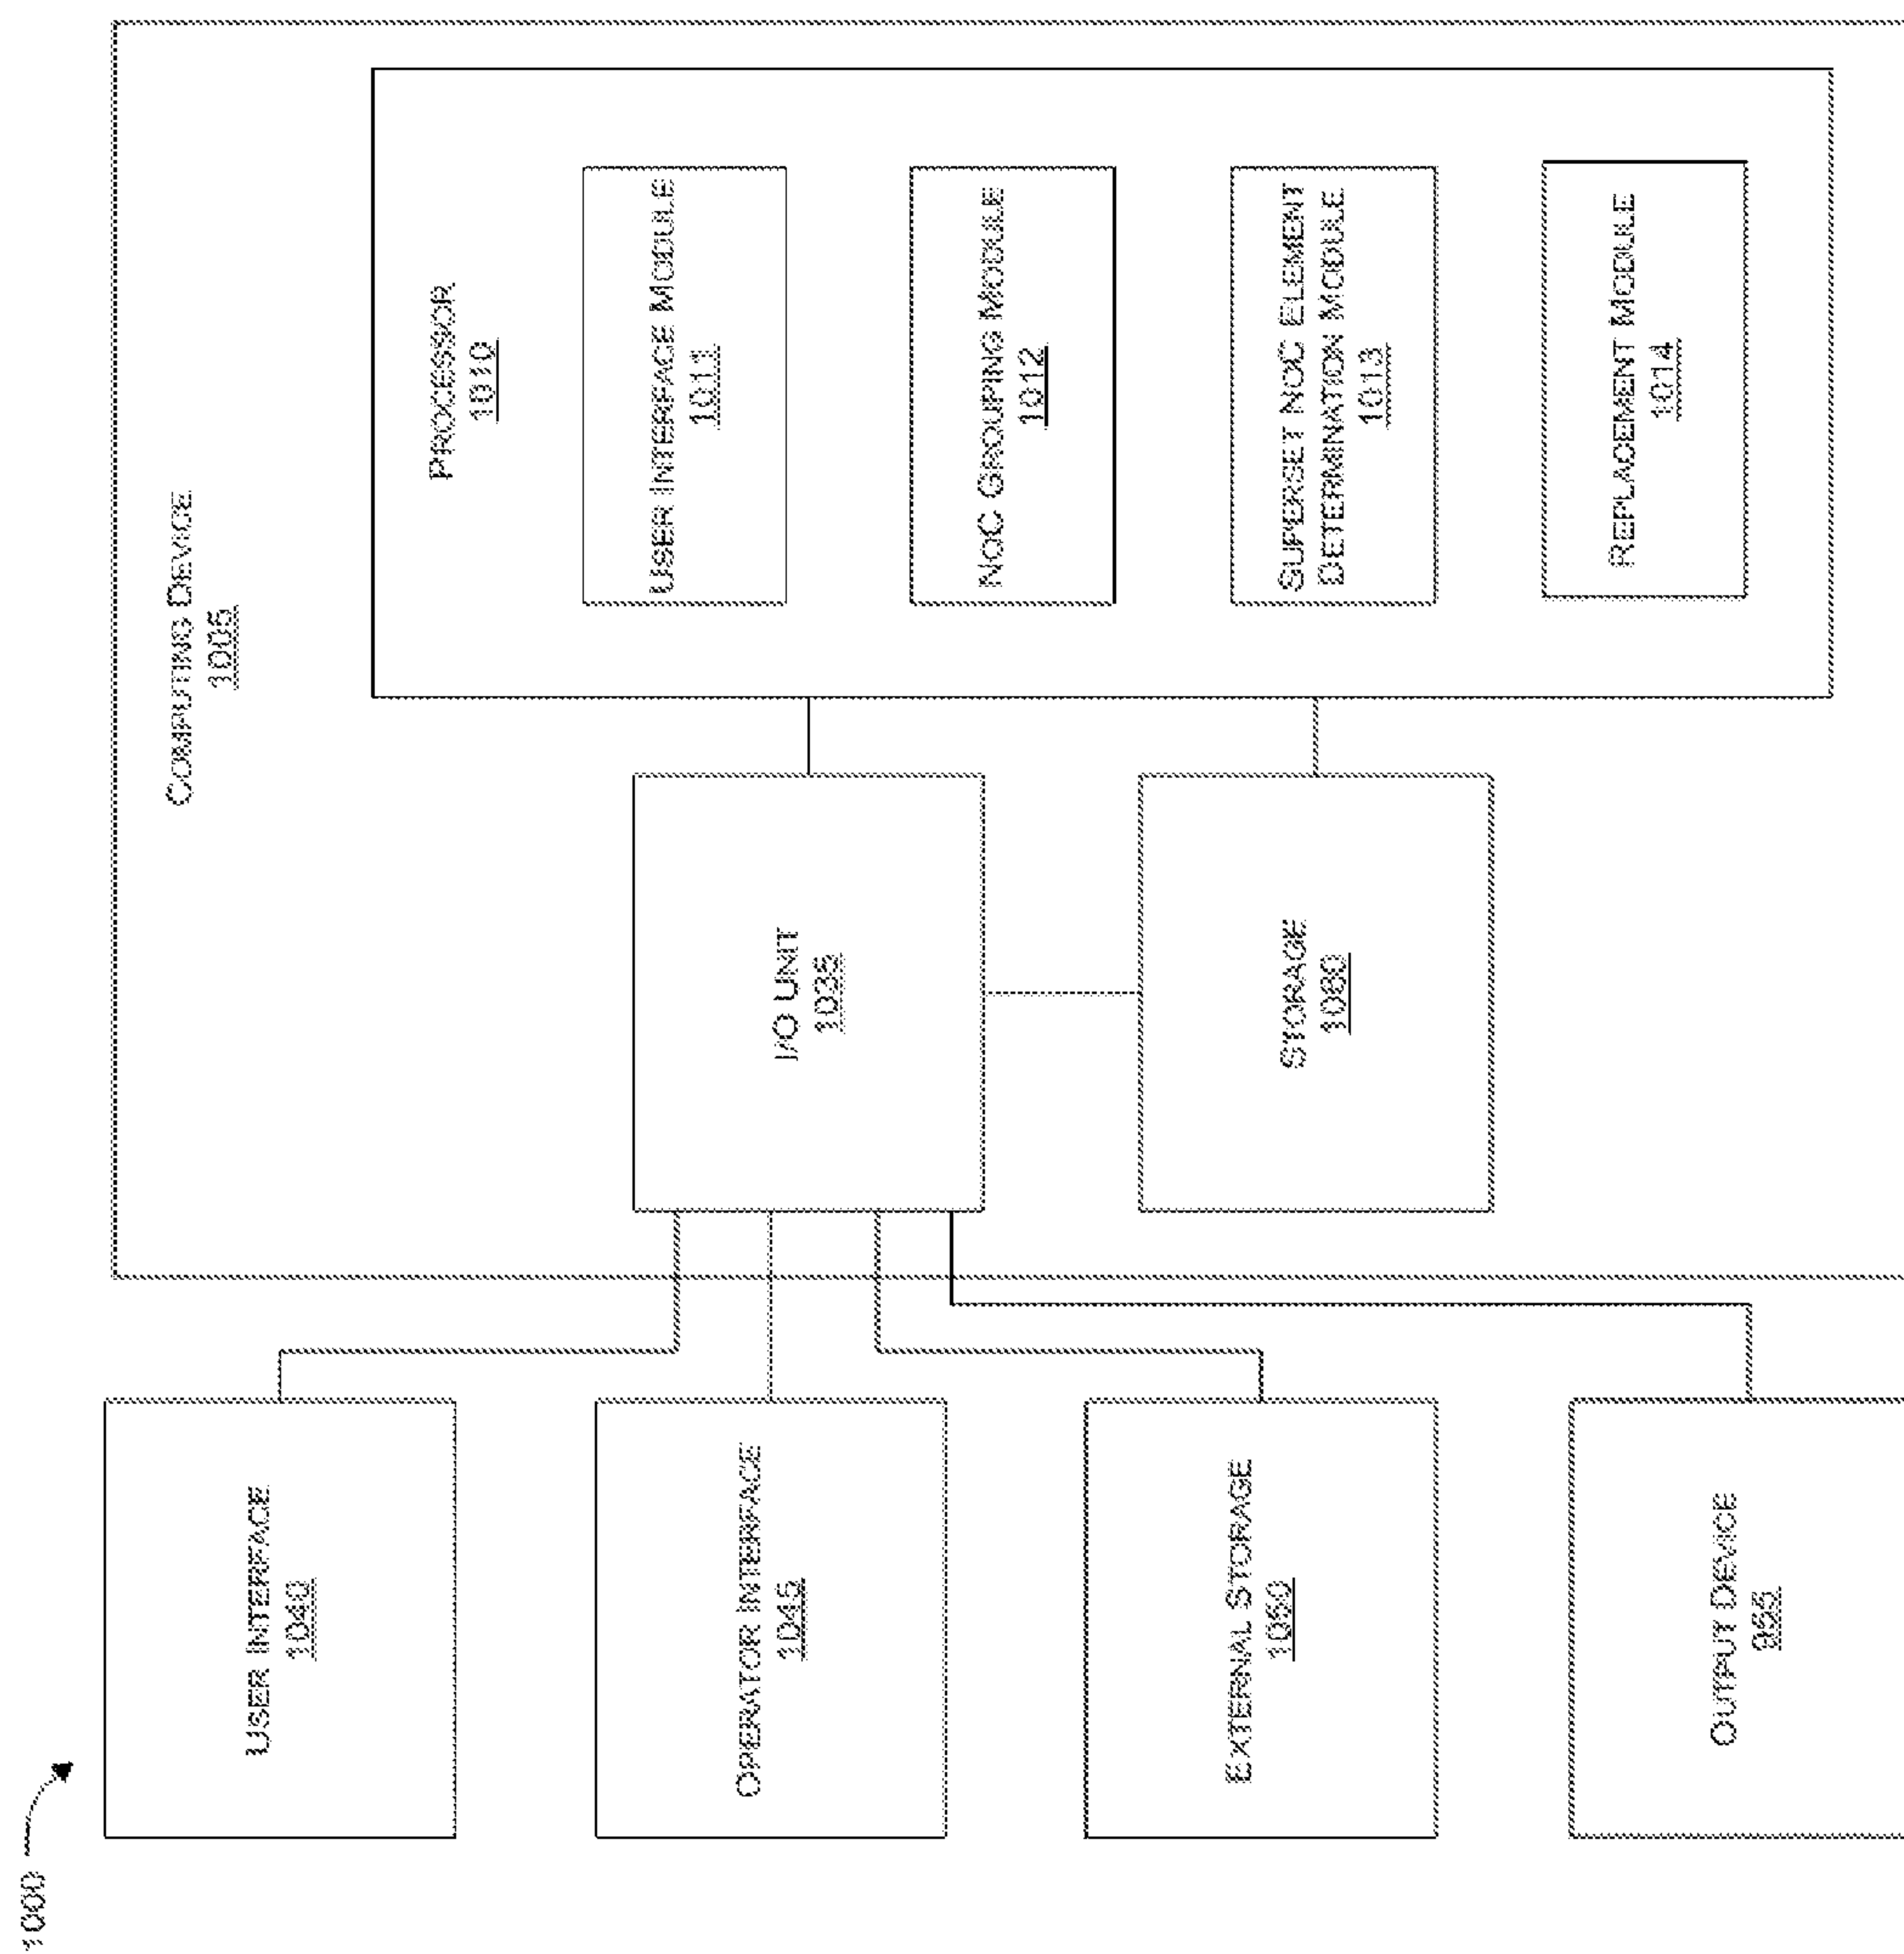 1000
USER INTERFACE
1040
OPERATOR INTERFACE
1045
EXTERNAL STORAGE
1050
OUTPUT DEVICE
955
COMPUTING DEVICE
1005
I/O UNIT
1035
STORAGE
1060
PROCESSOR
1010
USER INTERFACE MODULE
1011
NOC GROUPING MODULE
1012
SUPERSET NOC ELEMENT
DETERMINATION MODULE
1013
REPLACEMENT MODULE
1014